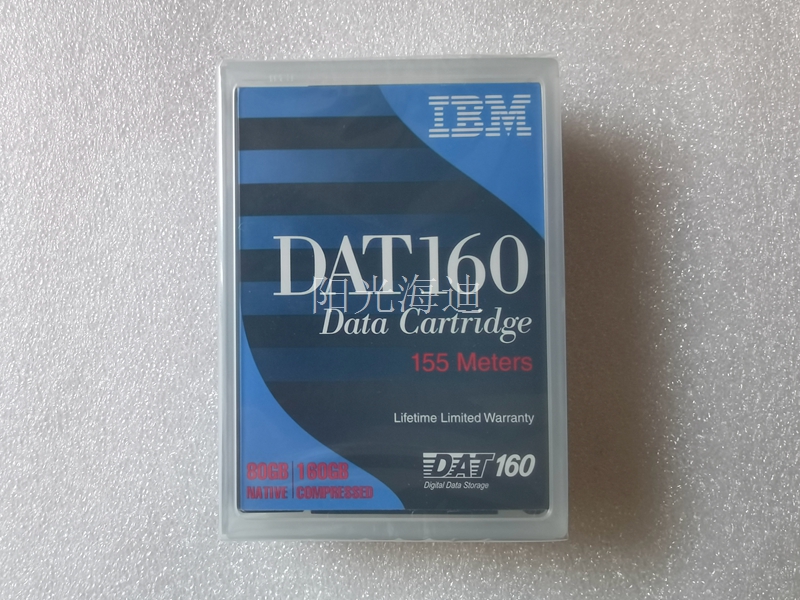 IBM
DAT160
阳光海迪
Data Cartridge
155 Meters
Lifetime Limited Warranty
80GB | 160GB
NATIVE | COMPRESSED
DAT 160
Digital Data Storage